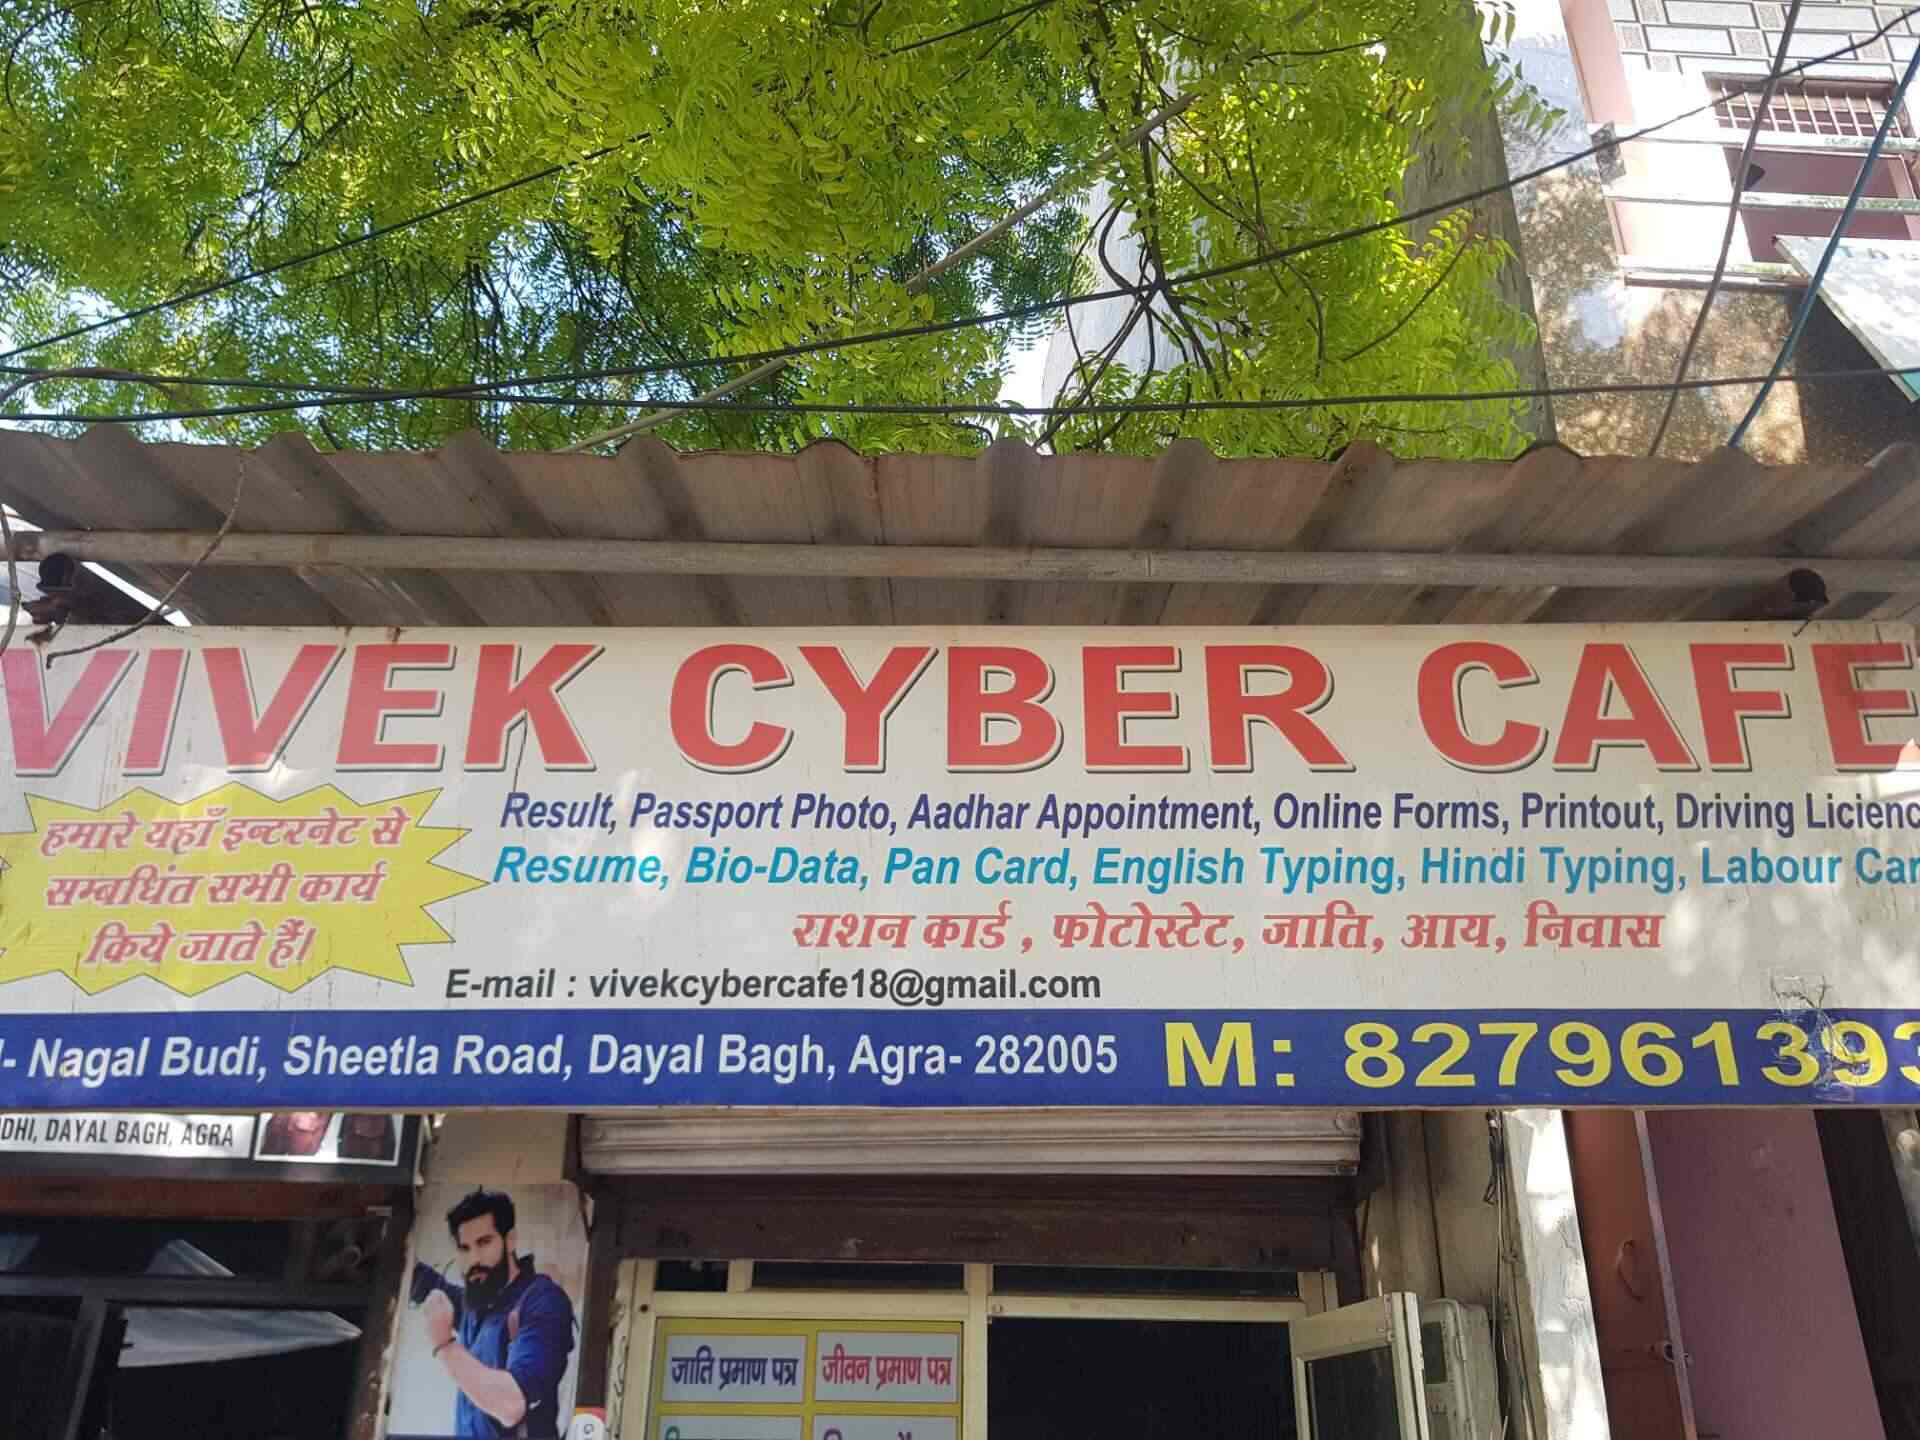 VIVEK CYBER CAFE
हमारे यहाँ इन्टरनेट से
सम्बधिंत सभी कार्य
किये जाते हैं।
Result, Passport Photo, Aadhar Appointment, Online Forms, Printout, Driving Licienc
Resume, Bio-Data, Pan Card, English Typing, Hindi Typing, Labour Car
राशन कार्ड , फोटोस्टेट, जाति, आय, निवास
E-mail : vivekcybercafe18@gmail.com
- Nagal Budi, Sheetla Road, Dayal Bagh, Agra- 282005 M: 827961393
DHI, DAYAL BAGH, AGRA
जाति प्रमाण पत्र
जीवन प्रमाण पत्र